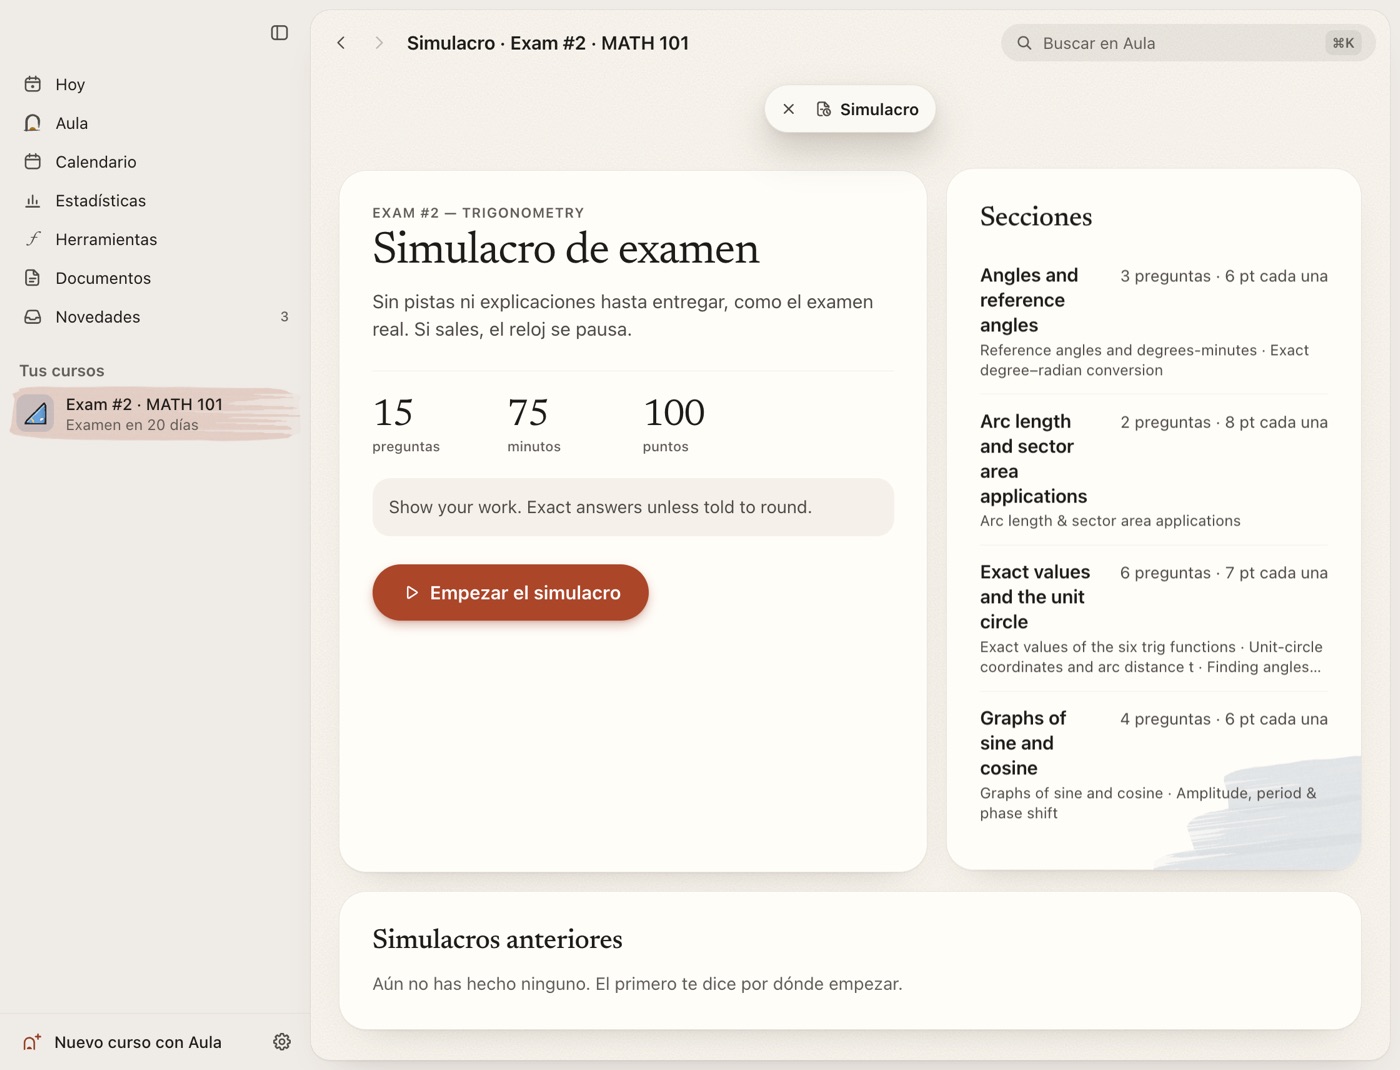 Hoy
Aula
Calendario
Estadísticas
Herramientas
Documentos
Novedades 3
Tus cursos
Exam #2 · MATH 101
Examen en 20 días
Nuevo curso con Aula
Simulacro · Exam #2 · MATH 101
Buscar en Aula ⌘K
Simulacro
EXAM #2 — TRIGONOMETRY
Simulacro de examen
Sin pistas ni explicaciones hasta entregar, como el examen
real. Si sales, el reloj se pausa.
15 75 100
preguntas minutos puntos
Show your work. Exact answers unless told to round.
Empezar el simulacro
Secciones
Angles and 3 preguntas · 6 pt cada una
reference
angles
Reference angles and degrees-minutes · Exact
degree–radian conversion
Arc length 2 preguntas · 8 pt cada una
and sector
area
applications
Arc length & sector area applications
Exact values 6 preguntas · 7 pt cada una
and the unit
circle
Exact values of the six trig functions · Unit-circle
coordinates and arc distance t · Finding angles...
Graphs of 4 preguntas · 6 pt cada una
sine and
cosine
Graphs of sine and cosine · Amplitude, period &
phase shift
Simulacros anteriores
Aún no has hecho ninguno. El primero te dice por dónde empezar.